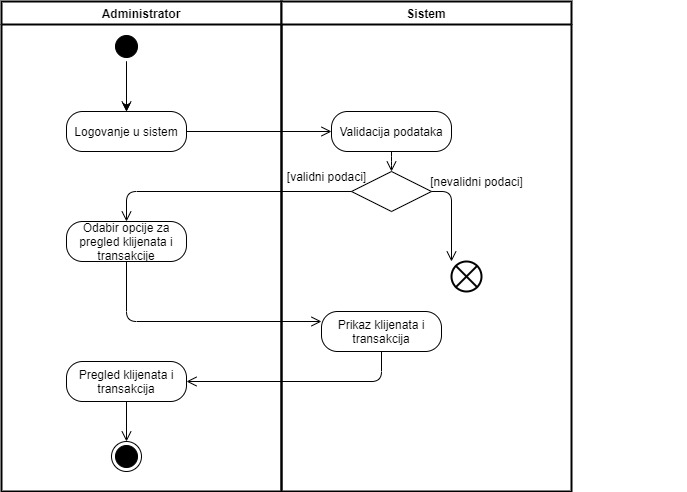 Administrator
Sistem
Logovanje u sistem
Validacija podataka
[validni podaci]
[nevalidni podaci]
Odabir opcije za
pregled klijenata i
transakcije
Prikaz klijenata i
transakcija
Pregled klijenata i
transakcija